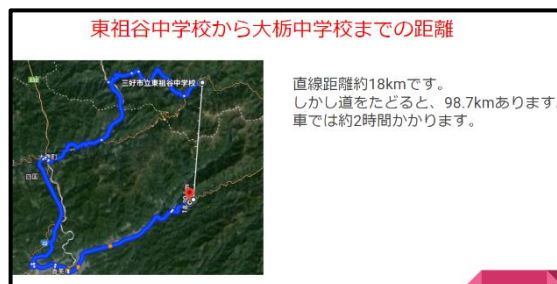 東祖谷中学校から大栃中学校までの距離
直線距離約18kmです。
しかし道をたどると、98.7kmあります。
車では約2時間かかります。
三好市立東祖谷中学校